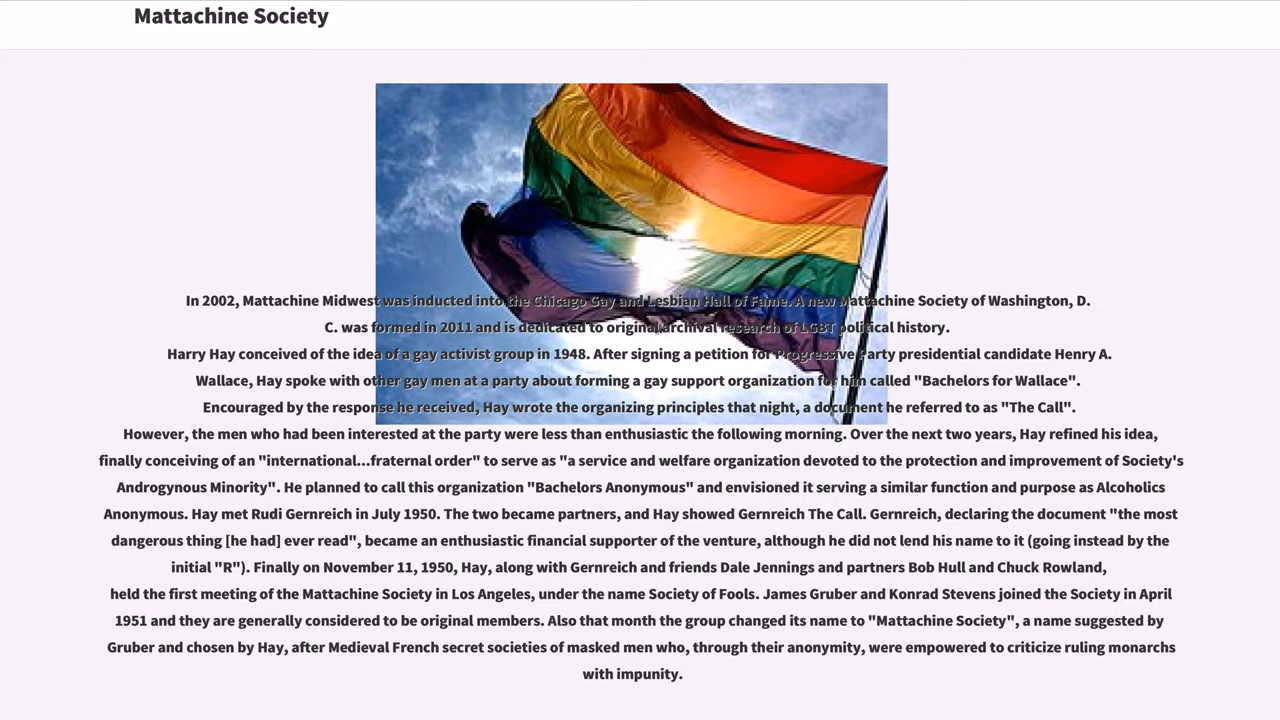 Mattachine Society
In 2002, Mattachine Midwest was inducted into the Chicago Gay and Lesbian Hall of Fame. A new Mattachine Society of Washington, D.
C. was formed in 2011 and is dedicated to original archival research of LGBT political history.
Harry Hay conceived of the idea of a gay activist group in 1948. After signing a petition for Progressive Party presidential candidate Henry A.
Wallace, Hay spoke with other gay men at a party about forming a gay support organization for him called "Bachelors for Wallace".
Encouraged by the response he received, Hay wrote the organizing principles that night, a document he referred to as "The Call".
However, the men who had been interested at the party were less than enthusiastic the following morning. Over the next two years, Hay refined his idea,
finally conceiving of an "international...fraternal order" to serve as "a service and welfare organization devoted to the protection and improvement of Society's
Androgynous Minority". He planned to call this organization "Bachelors Anonymous" and envisioned it serving a similar function and purpose as Alcoholics
Anonymous. Hay met Rudi Gernreich in July 1950. The two became partners, and Hay showed Gernreich The Call. Gernreich, declaring the document "the most
dangerous thing [he had] ever read", became an enthusiastic financial supporter of the venture, although he did not lend his name to it (going instead by the
initial "R"). Finally on November 11, 1950, Hay, along with Gernreich and friends Dale Jennings and partners Bob Hull and Chuck Rowland,
held the first meeting of the Mattachine Society in Los Angeles, under the name Society of Fools. James Gruber and Konrad Stevens joined the Society in April
1951 and they are generally considered to be original members. Also that month the group changed its name to "Mattachine Society", a name suggested by
Gruber and chosen by Hay, after Medieval French secret societies of masked men who, through their anonymity, were empowered to criticize ruling monarchs
with impunity.